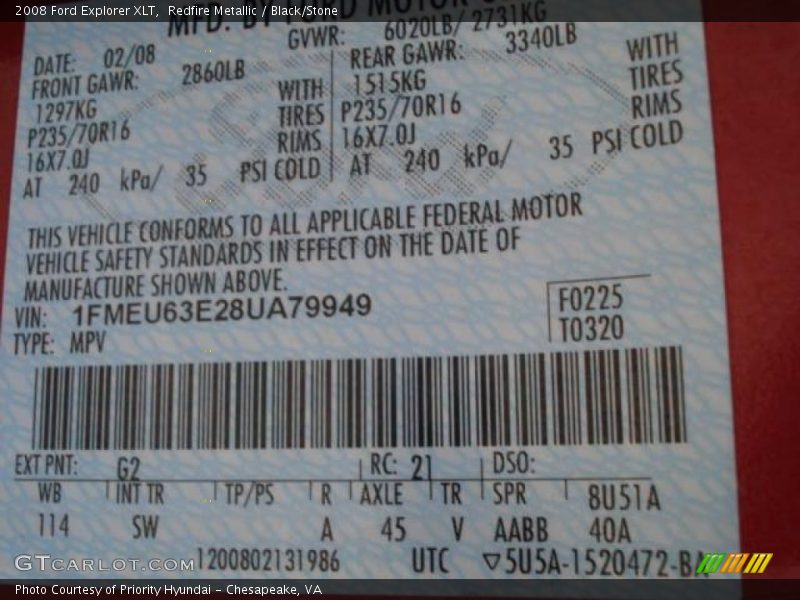 2008 Ford Explorer XLT, Redfire Metallic / Black/Stone
MFD. BY FORD MOTOR
DATE: 02/08 GVWR: 6020LB/ 2731KG
FRONT GAWR: 2860LB REAR GAWR: 3340LB
1297KG WITH 1515KG WITH
P235/70R16 TIRES P235/70R16 TIRES
16X7.0J RIMS 16X7.0J RIMS
AT 240 kPa/ 35 PSI COLD AT 240 kPa/ 35 PSI COLD
THIS VEHICLE CONFORMS TO ALL APPLICABLE FEDERAL MOTOR
VEHICLE SAFETY STANDARDS IN EFFECT ON THE DATE OF
MANUFACTURE SHOWN ABOVE.
VIN: 1FMEU63E28UA79949 F0225
TYPE: MPV T0320
EXT PNT: G2 RC: 21 DSO:
WB INT TR TP/PS R AXLE TR SPR 8U51A
114 SW A 45 V AABB 40A
GTCarLot.com 1200802131986 UTC ▽5U5A-1520472-BA
Photo Courtesy of Priority Hyundai – Chesapeake, VA